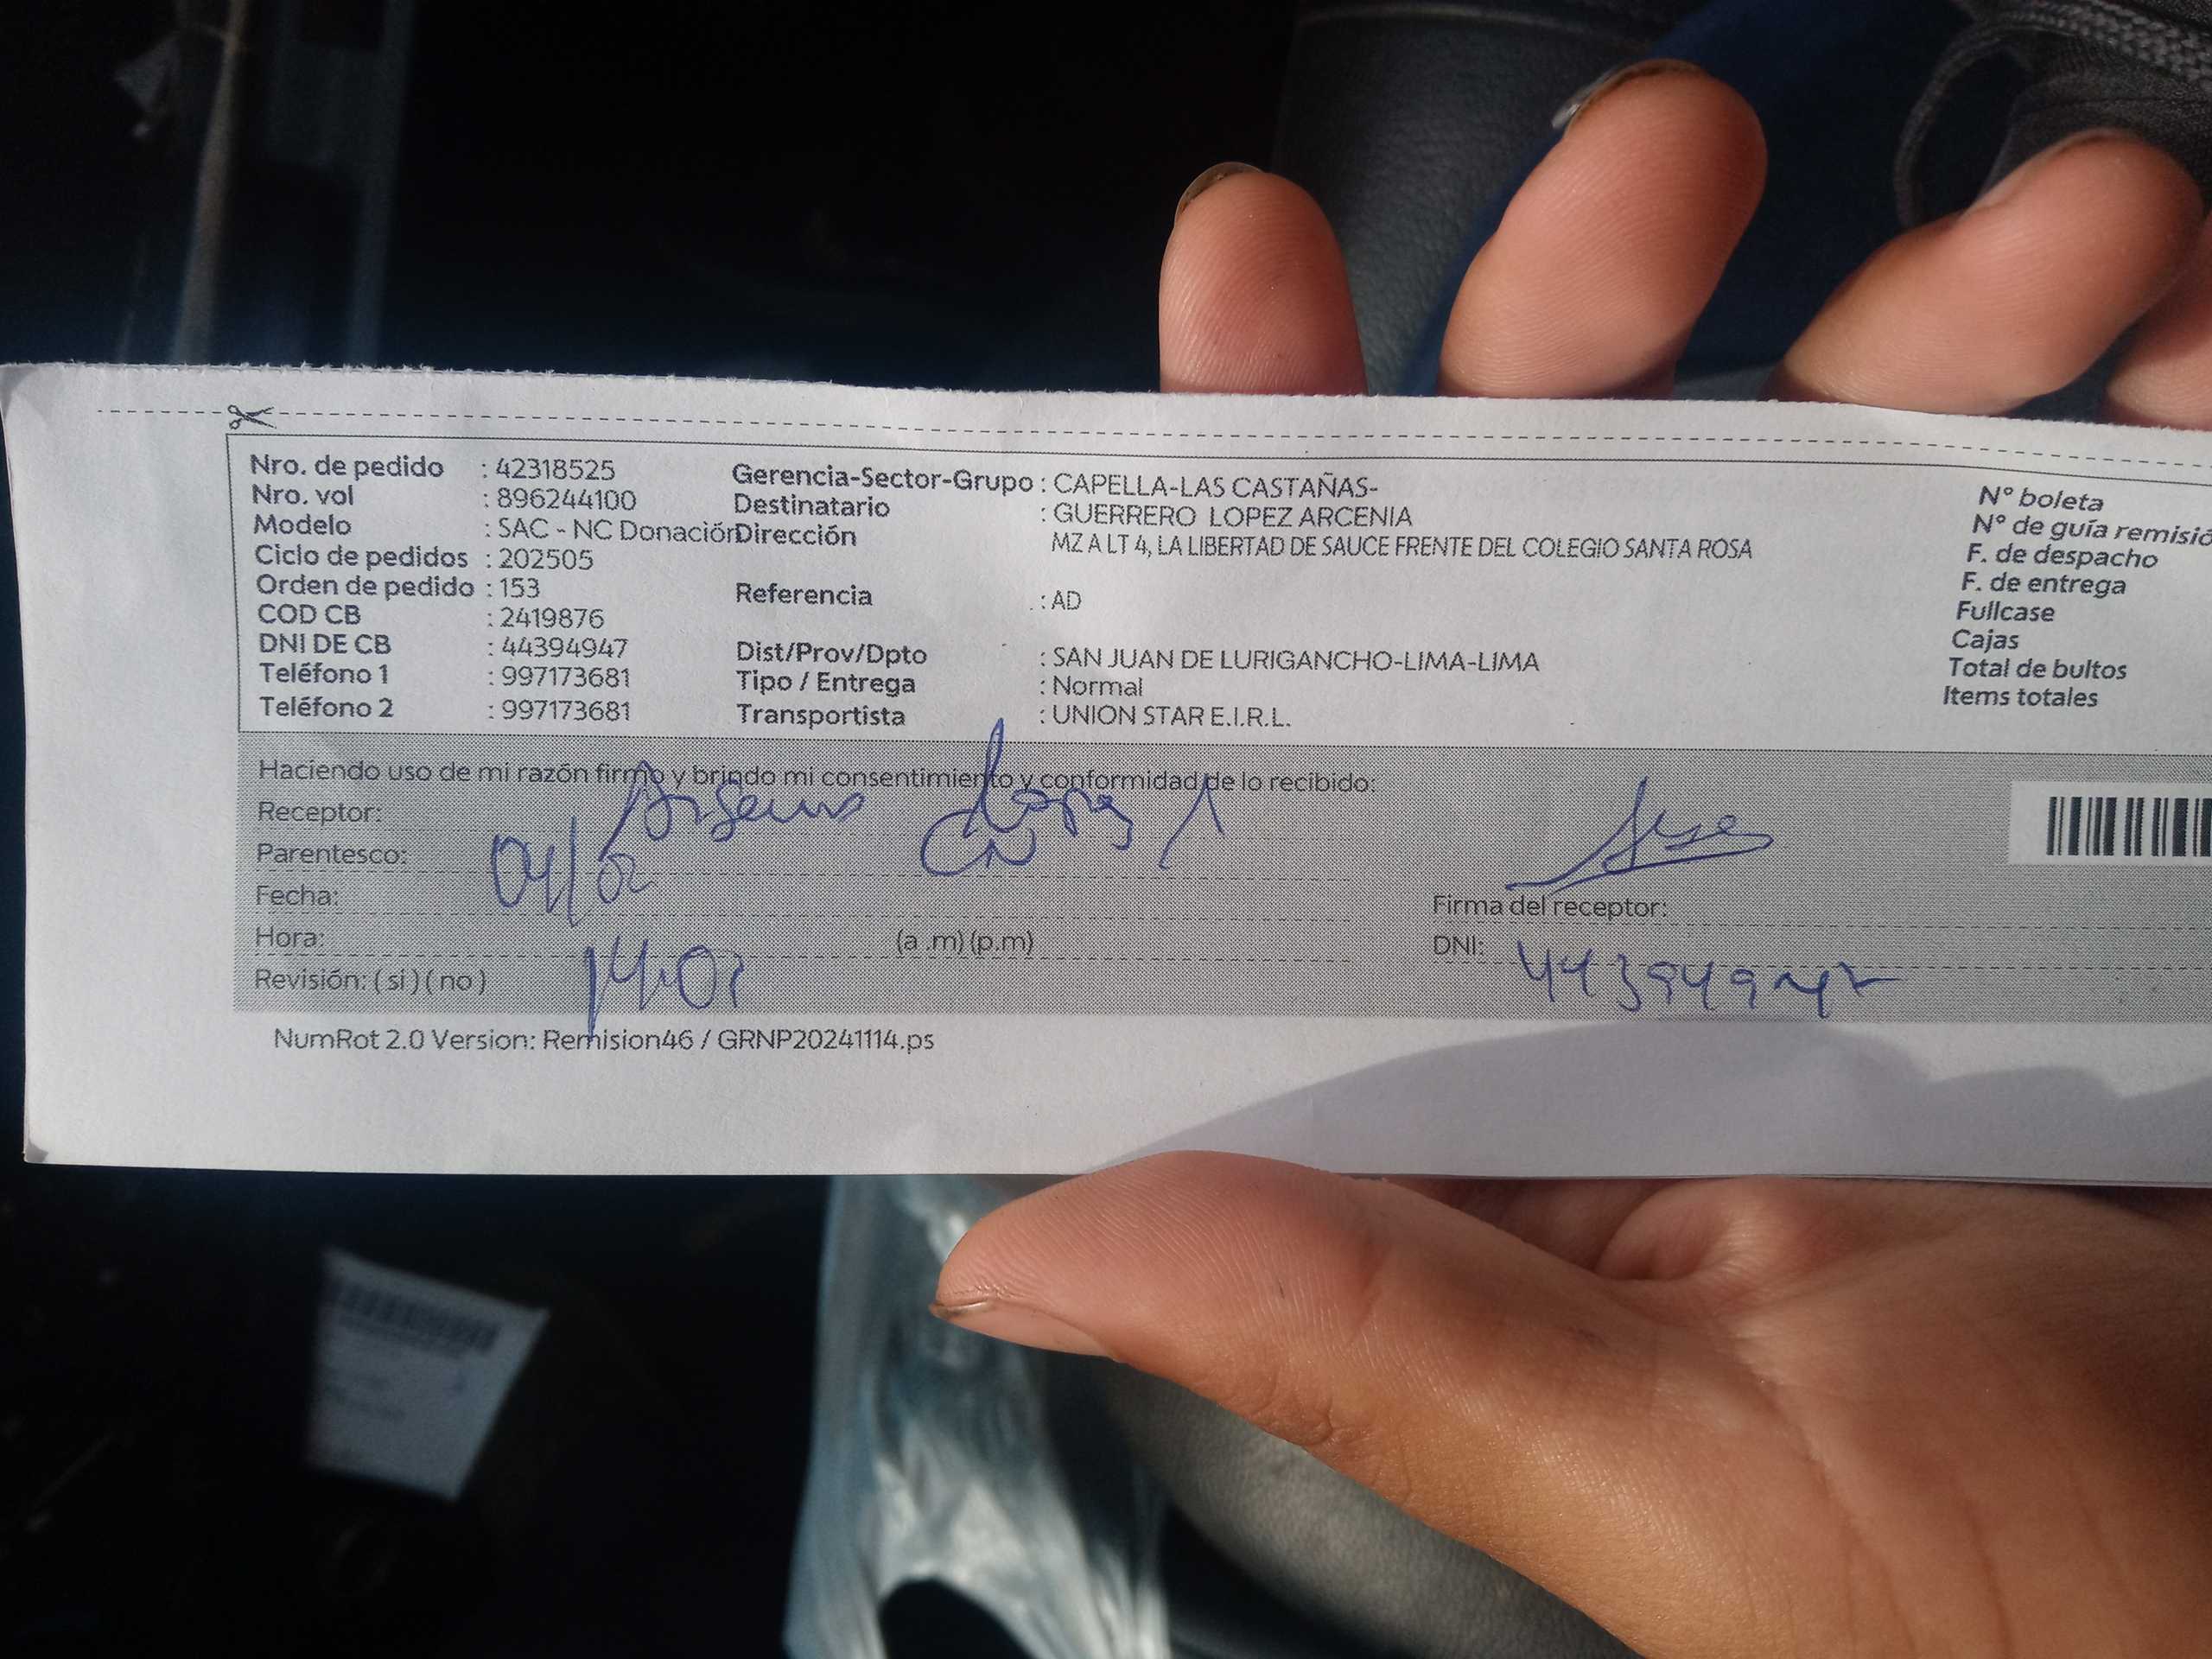 Nro. de pedido : 42318525
Nro. vol : 896244100
Modelo : SAC - NC Donación
Ciclo de pedidos : 202505
Orden de pedido : 153
COD CB : 2419876
DNI DE CB : 44394947
Teléfono 1 : 997173681
Teléfono 2 : 997173681
Gerencia-Sector-Grupo : CAPELLA-LAS CASTAÑAS-
Destinatario : GUERRERO LOPEZ ARCENIA
Dirección MZ A LT 4, LA LIBERTAD DE SAUCE FRENTE DEL COLEGIO SANTA ROSA
Referencia : AD
Dist/Prov/Dpto : SAN JUAN DE LURIGANCHO-LIMA-LIMA
Tipo / Entrega : Normal
Transportista : UNION STAR E.I.R.L.
N° boleta
N° de guía remisió
F. de despacho
F. de entrega
Fullcase
Cajas
Total de bultos
Items totales
Haciendo uso de mi razón firmo y brindo mi consentimiento y conformidad de lo recibido:
Receptor:
Parentesco:
Fecha: 04/02
Hora: (a .m) (p.m)
Revisión: ( si ) ( no )
Firma del receptor:
DNI:
NumRot 2.0 Version: Remision46 / GRNP20241114.ps